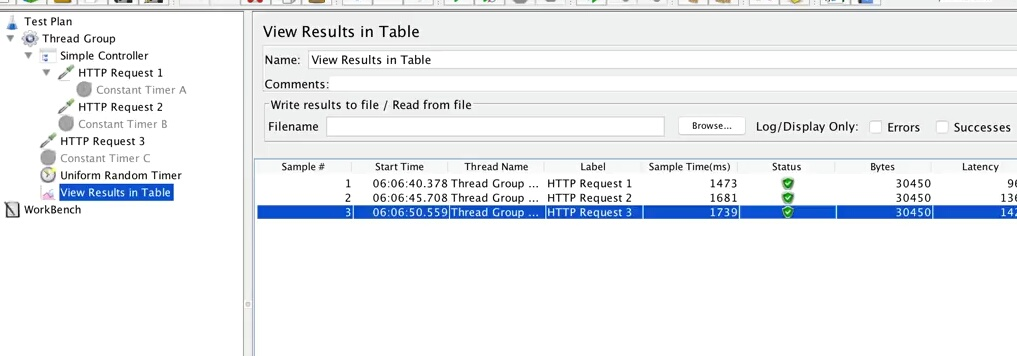 Test Plan
Thread Group
Simple Controller
HTTP Request 1
Constant Timer A
HTTP Request 2
Constant Timer B
HTTP Request 3
Constant Timer C
Uniform Random Timer
View Results in Table
WorkBench
View Results in Table
Name: View Results in Table
Comments:
Write results to file / Read from file
Filename Browse... Log/Display Only: Errors Successes
Sample # Start Time Thread Name Label Sample Time(ms) Status Bytes Latency
1 06:06:40.378 Thread Group ... HTTP Request 1 1473 30450
2 06:06:45.708 Thread Group ... HTTP Request 2 1681 30450
3 06:06:50.559 Thread Group ... HTTP Request 3 1739 30450